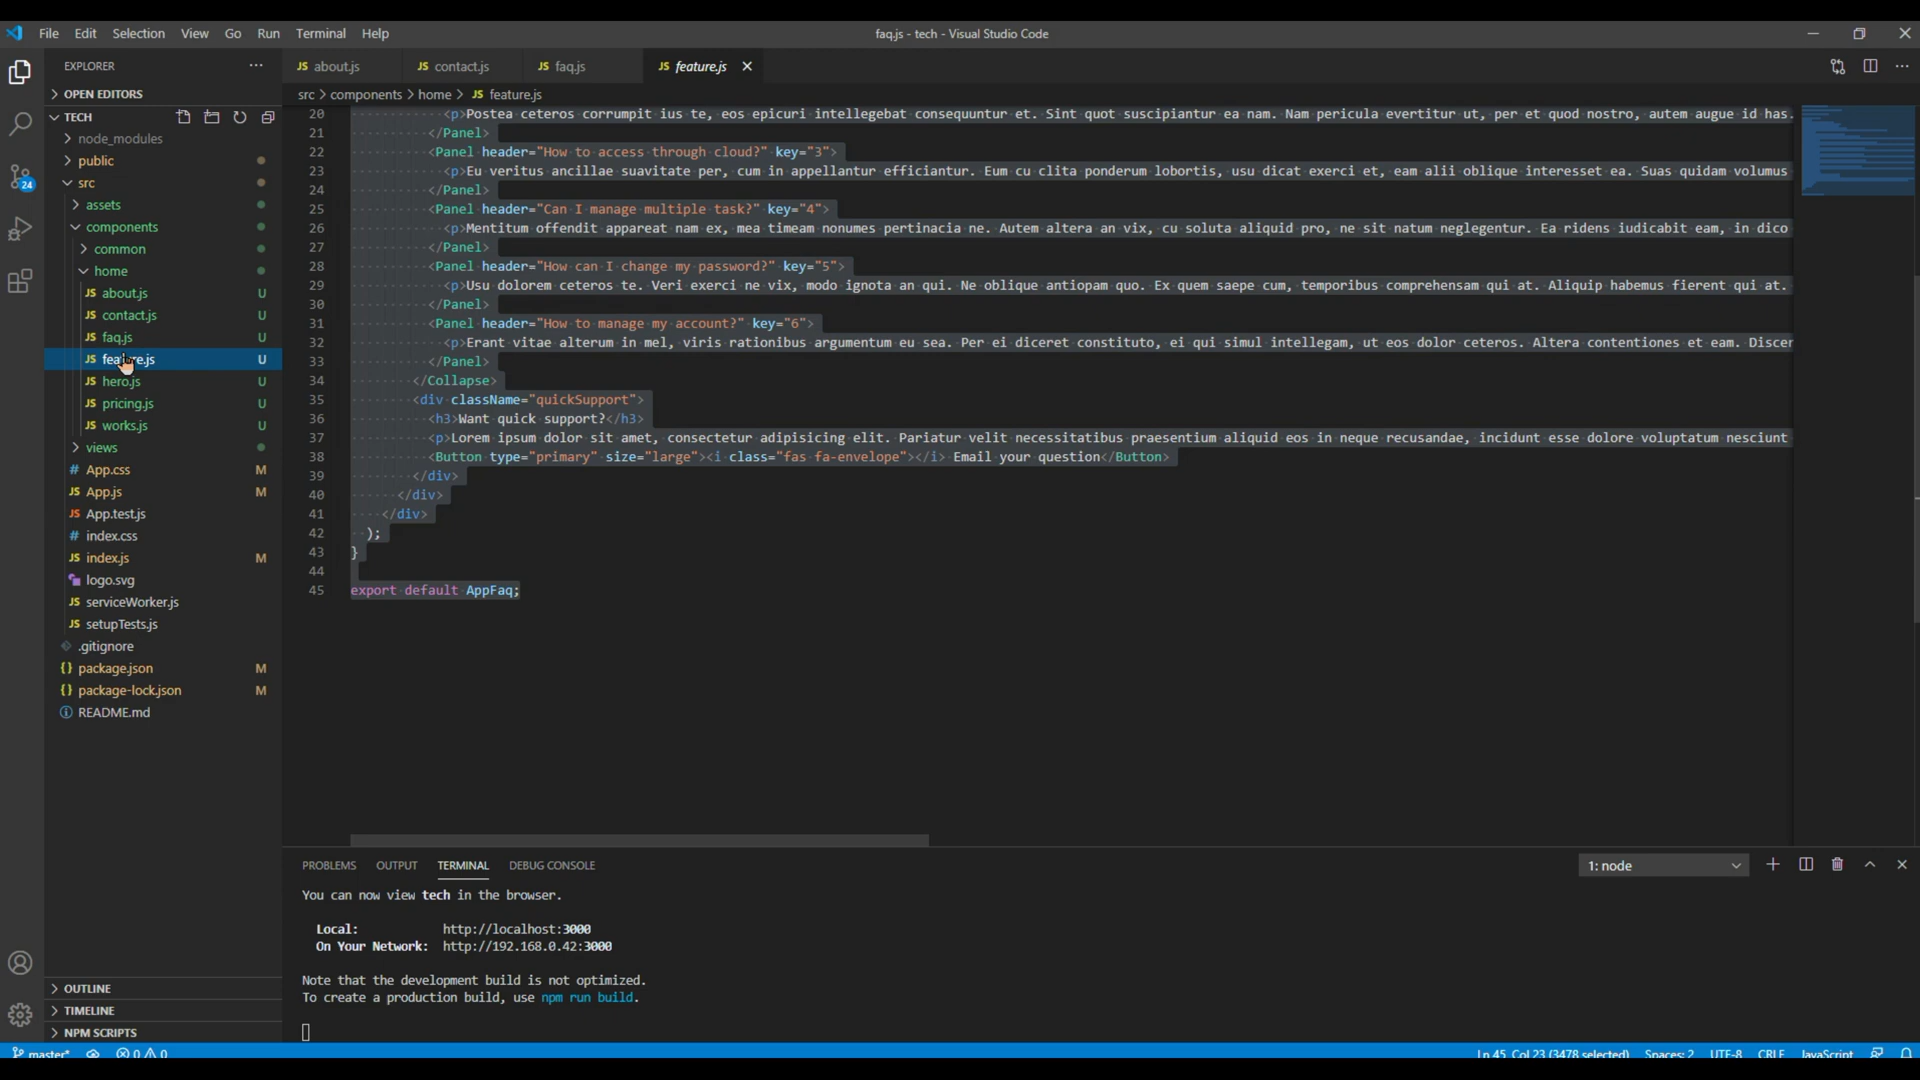 File Edit Selection View Go Run Terminal Help
faq.js - tech - Visual Studio Code
EXPLORER
OPEN EDITORS
TECH
node_modules
public
src
assets
components
common
home
JS about.js U
JS contact.js U
JS faq.js U
JS feature.js U
JS hero.js U
JS pricing.js U
JS works.js U
views
# App.css M
JS App.js M
JS App.test.js
# index.css
JS index.js M
logo.svg
JS serviceWorker.js
JS setupTests.js
.gitignore
{} package.json M
{} package-lock.json M
README.md
OUTLINE
TIMELINE
NPM SCRIPTS
24
JS about.js JS contact.js JS faq.js JS feature.js
src > components > home > JS feature.js
20 <p>Postea ceteros corrumpit ius te, eos epicuri intellegebat consequuntur et. Sint quot suscipiantur ea nam. Nam pericula evertitur ut, per et quod nostro, autem augue id has.
21 </Panel>
22 <Panel header="How to access through cloud?" key="3">
23 <p>Eu veritus ancillae suavitate per, cum in appellantur efficiantur. Eum cu clita ponderum lobortis, usu dicat exerci et, eam alii oblique interesset ea. Suas quidam volumus
24 </Panel>
25 <Panel header="Can I manage multiple task?" key="4">
26 <p>Mentitum offendit appareat nam ex, mea timeam nonumes pertinacia ne. Autem altera an vix, cu soluta aliquid pro, ne sit natum neglegentur. Ea ridens iudicabit eam, in dico
27 </Panel>
28 <Panel header="How can I change my password?" key="5">
29 <p>Usu dolorem ceteros te. Veri exerci ne vix, modo ignota an qui. Ne oblique antiopam quo. Ex quem saepe cum, temporibus comprehensam qui at. Aliquip habemus fierent qui at.
30 </Panel>
31 <Panel header="How to manage my account?" key="6">
32 <p>Erant vitae alterum in mel, viris rationibus argumentum eu sea. Per ei diceret constituto, ei qui simul intellegam, ut eos dolor ceteros. Altera contentiones et eam. Discer
33 </Panel>
34 </Collapse>
35 <div className="quickSupport">
36 <h3>Want quick support?</h3>
37 <p>Lorem ipsum dolor sit amet, consectetur adipisicing elit. Pariatur velit necessitatibus praesentium aliquid eos in neque recusandae, incidunt esse dolore voluptatum nesciunt
38 <Button type="primary" size="large"><i class="fas fa-envelope"></i> Email your question</Button>
39 </div>
40 </div>
41 </div>
42 );
43 }
44
45 export default AppFaq;
PROBLEMS OUTPUT TERMINAL DEBUG CONSOLE
1: node
You can now view tech in the browser.
Local: http://localhost:3000
On Your Network: http://192.168.0.42:3000
Note that the development build is not optimized.
To create a production build, use npm run build.
master* 0 0 Ln 45, Col 23 (3478 selected) Spaces: 2 UTF-8 CRLF JavaScript